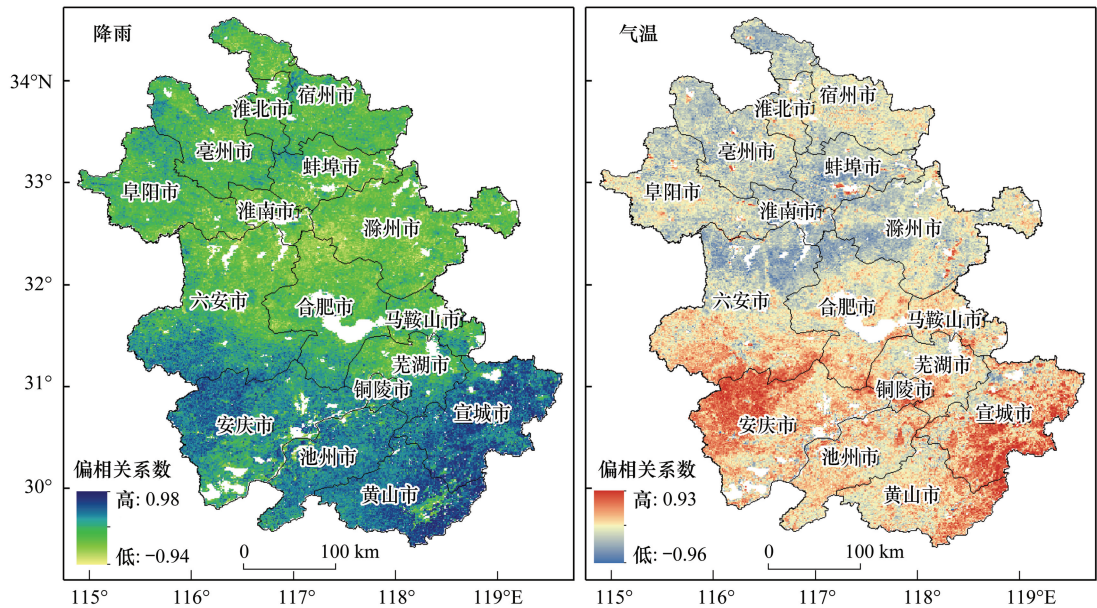 降雨
34°N
33°
32°
31°
30°
宿州市
淮北市
亳州市
蚌埠市
阜阳市
淮南市
滁州市
六安市
合肥市
马鞍山市
芜湖市
铜陵市
宣城市
安庆市
池州市
黄山市
偏相关系数
高: 0.98
低: −0.94
0 100 km
115° 116° 117° 118° 119°E
气温
宿州市
淮北市
亳州市
蚌埠市
阜阳市
淮南市
滁州市
六安市
合肥市
马鞍山市
芜湖市
铜陵市
宣城市
安庆市
池州市
黄山市
偏相关系数
高: 0.93
低: −0.96
0 100 km
115° 116° 117° 118° 119°E